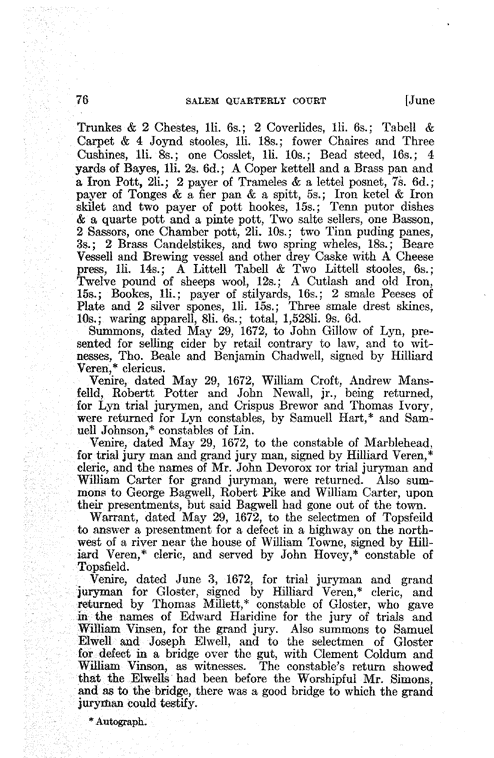 76 SALEM QUARTERLY COURT [June
Trunkes & 2 Chestes, 1li. 6s.; 2 Coverlides, 1li. 6s.; Tabell &
Carpet & 4 Joynd stooles, 1li. 18s.; fower Chaires and Three
Cushines, 1li. 8s.; one Cosslet, 1li. 10s.; Bead steed, 16s.; 4
yards of Bayes, 1li. 2s. 6d.; A Coper kettell and a Brass pan and
a Iron Pott, 2li.; 2 payer of Trameles & a lettel posnet, 7s. 6d.;
payer of Tonges & a fier pan & a spitt, 5s.; Iron ketel & Iron
skilet and two payer of pott hookes, 15s.; Tenn putor dishes
& a quarte pott and a pinte pott, Two salte sellers, one Basson,
2 Sassors, one Chamber pott, 2li. 10s.; two Tinn puding panes,
3s.; 2 Brass Candelstikes, and two spring wheles, 18s.; Beare
Vessell and Brewing vessel and other drey Caske with A Cheese
press, 1li. 14s.; A Littell Tabell & Two Littell stooles, 6s.;
Twelve pound of sheeps wool, 12s.; A Cutlash and old Iron,
15s.; Bookes, 1li.; payer of stilyards, 16s.; 2 smale Peeses of
Plate and 2 silver spones, 1li. 15s.; Three smale drest skines,
10s.; waring apparell, 8li. 6s.; total, 1,528li. 9s. 6d.
Summons, dated May 29, 1672, to John Gillow of Lyn, pre-
sented for selling cider by retail contrary to law, and to wit-
nesses, Tho. Beale and Benjamin Chadwell, signed by Hilliard
Veren,* clericus.
Venire, dated May 29, 1672, William Croft, Andrew Mans-
felld, Robertt Potter and John Newall, jr., being returned,
for Lyn trial jurymen, and Crispus Brewor and Thomas Ivory,
were returned for Lyn constables, by Samuell Hart,* and Sam-
uell Johnson,* constables of Lin.
Venire, dated May 29, 1672, to the constable of Marblehead,
for trial jury man and grand jury man, signed by Hilliard Veren,*
cleric, and the names of Mr. John Devorox for trial juryman and
William Carter for grand juryman, were returned. Also sum-
mons to George Bagwell, Robert Pike and William Carter, upon
their presentments, but said Bagwell had gone out of the town.
Warrant, dated May 29, 1672, to the selectmen of Topsfeild
to answer a presentment for a defect in a highway on the north-
west of a river near the house of William Towne, signed by Hill-
iard Veren,* cleric, and served by John Hovey,* constable of
Topsfield.
Venire, dated June 3, 1672, for trial juryman and grand
juryman for Gloster, signed by Hilliard Veren,* cleric, and
returned by Thomas Millett,* constable of Gloster, who gave
in the names of Edward Haridine for the jury of trials and
William Vinsen, for the grand jury. Also summons to Samuel
Elwell and Joseph Elwell, and to the selectmen of Gloster
for defect in a bridge over the gut, with Clement Coldum and
William Vinson, as witnesses. The constable's return showed
that the Elwells had been before the Worshipful Mr. Simons,
and as to the bridge, there was a good bridge to which the grand
juryman could testify.
* Autograph.